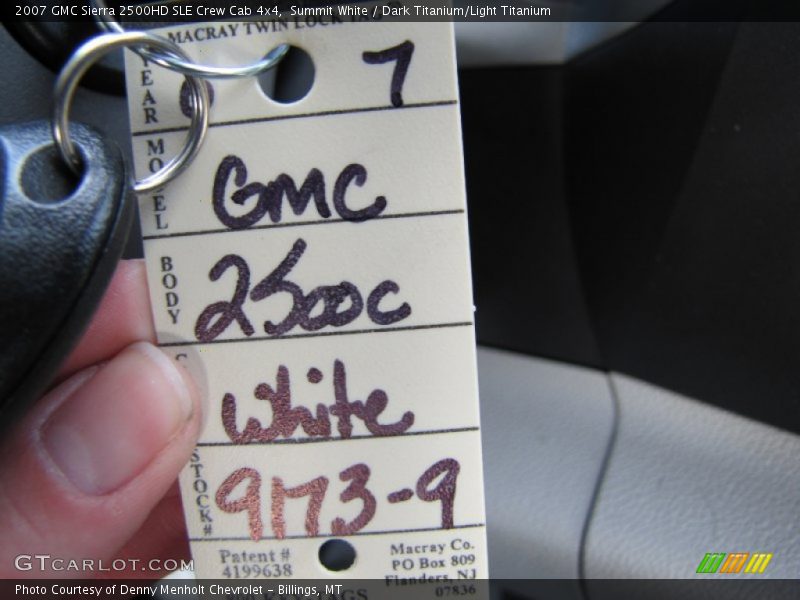 2007 GMC Sierra 2500HD SLE Crew Cab 4x4, Summit White / Dark Titanium/Light Titanium
MACRAY TWIN LOCK
YEAR 7
MODEL GMC
BODY 2500C
White
STOCK# 9173-9
Patent #
4199638
Macray Co.
PO Box 809
Flanders, NJ
07836
GTCARLOT.COM
Photo Courtesy of Denny Menholt Chevrolet – Billings, MT